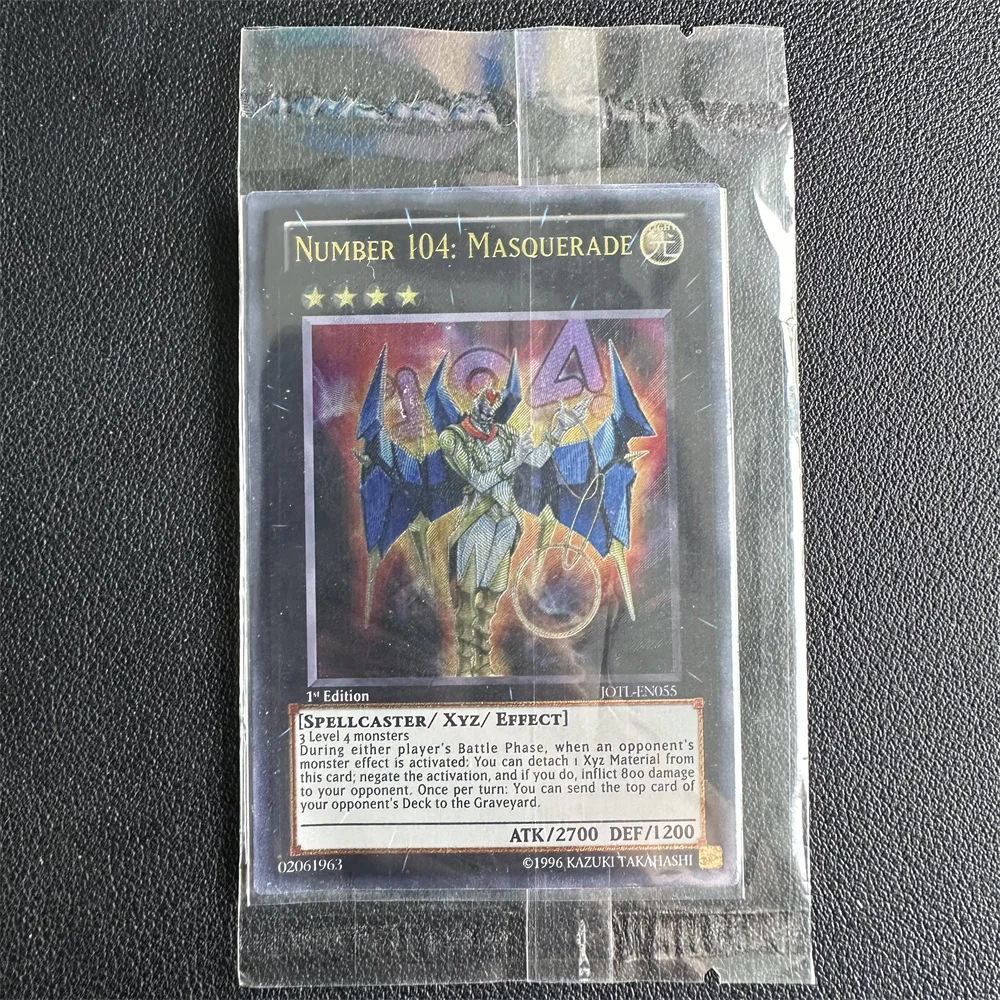 NUMBER 104: MASQUERADE
LIGHT
光
104
1st Edition
JOTL-EN055
[SPELLCASTER/ XYZ/ EFFECT]
3 Level 4 monsters
During either player's Battle Phase, when an opponent's
monster effect is activated: You can detach 1 Xyz Material from
this card; negate the activation, and if you do, inflict 800 damage
to your opponent. Once per turn: You can send the top card of
your opponent's Deck to the Graveyard.
ATK/2700 DEF/1200
02061963
©1996 KAZUKI TAKAHASHI